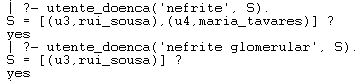 | ?- utente_doenca('nefrite', S).
S = [(u3,rui_sousa),(u4,maria_tavares)] ?
yes
| ?- utente_doenca('nefrite glomerular', S).
S = [(u3,rui_sousa)] ?
yes